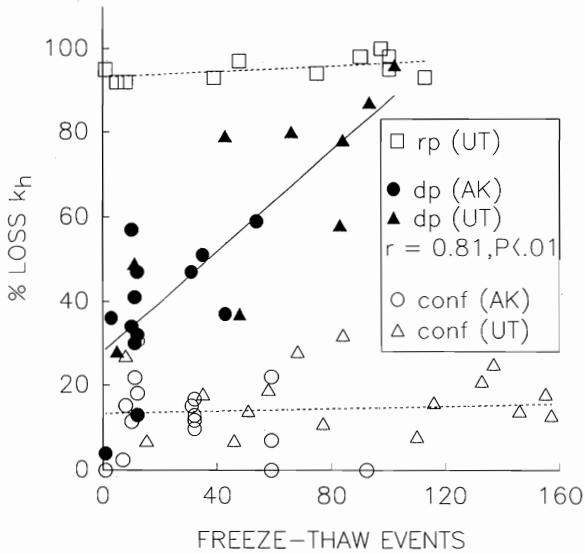 100
80
60
40
20
0
% LOSS kh
0
40
80
120
160
FREEZE-THAW EVENTS
rp (UT)
dp (AK)
dp (UT)
r = 0.81,P<.01
conf (AK)
conf (UT)